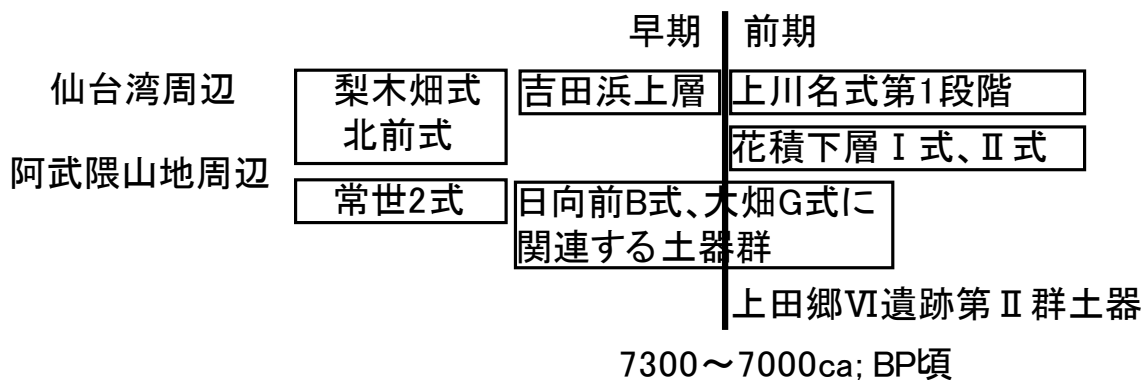 早期 前期
仙台湾周辺 梨木畑式 吉田浜上層 上川名式第1段階
北前式 花積下層Ⅰ式、Ⅱ式
阿武隈山地周辺
常世2式 日向前B式、大畑G式に
関連する土器群
上田郷Ⅵ遺跡第Ⅱ群土器
7300～7000ca; BP頃